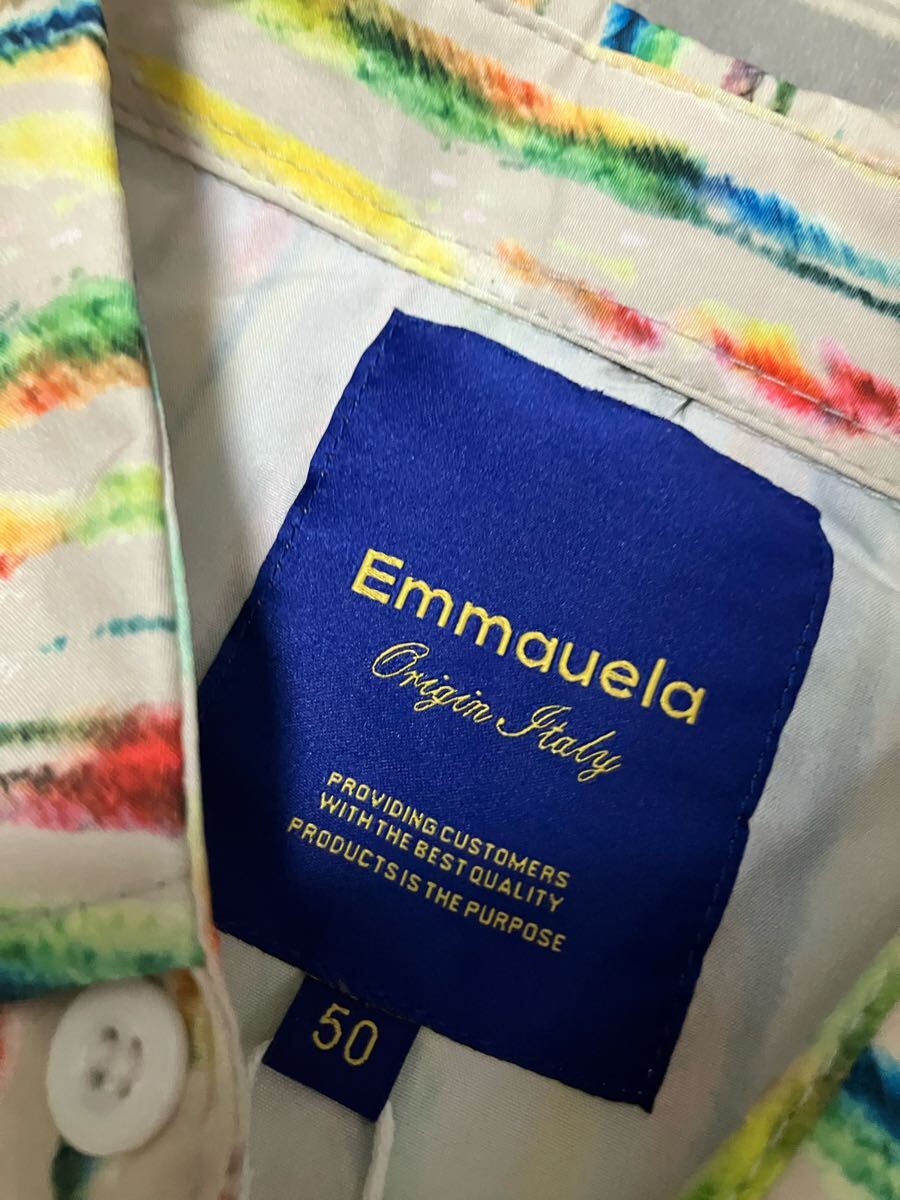 Emmauela
Origin Italy
PROVIDING CUSTOMERS
WITH THE BEST QUALITY
PRODUCTS IS THE PURPOSE
50